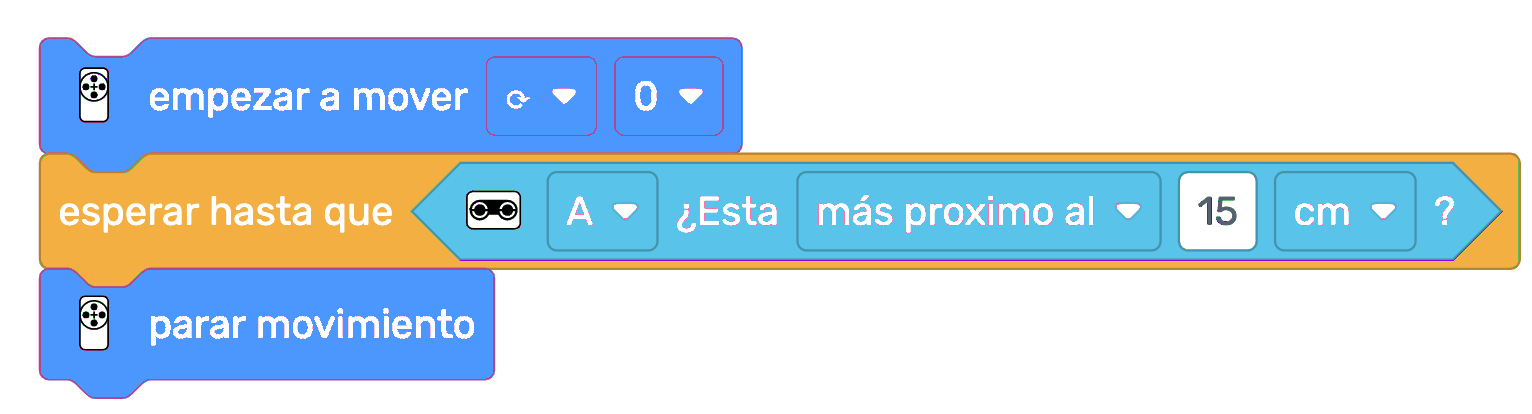 empezar a mover ⟳ 0
esperar hasta que A ¿Esta más proximo al 15 cm ?
parar movimiento